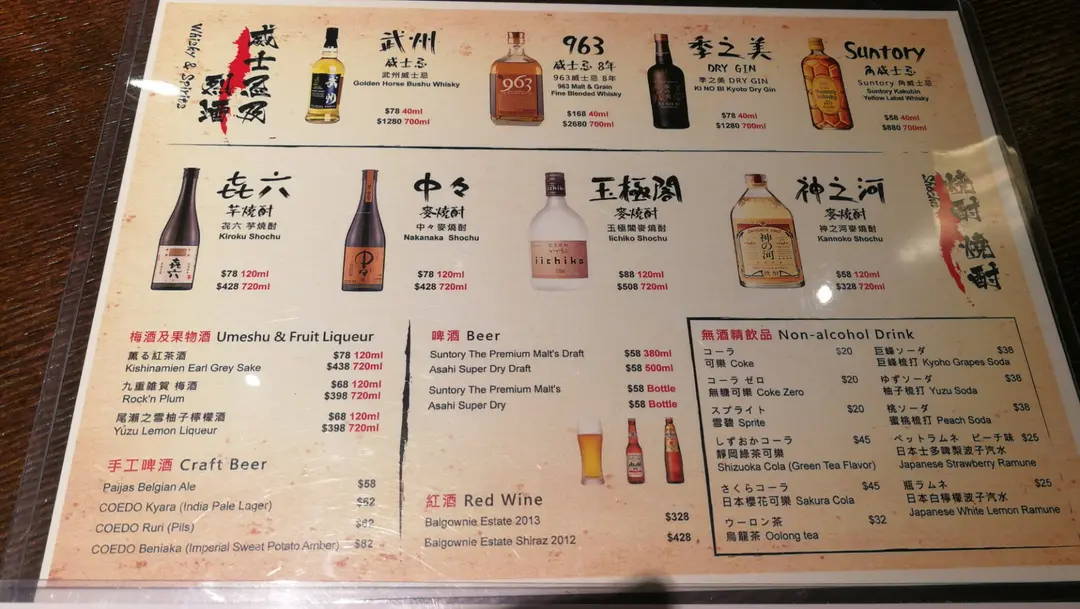 威士忌及
烈酒
Whisky & Spirits
武州
威士忌
武州威士忌
Golden Horse Bushu Whisky
$78 40ml
$1280 700ml
963
963
威士忌 8年
963威士忌 8年
963 Malt & Grain
Fine Blended Whisky
$168 40ml
$2680 700ml
季之美
DRY GIN
季之美 DRY GIN
KI NO BI Kyoto Dry Gin
$78 40ml
$1280 700ml
Suntory
角威士忌
Suntory 角威士忌
Suntory Kakubin
Yellow Label Whisky
$58 40ml
$880 700ml
㐂六
㐂六
芋燒酎
㐂六 芋燒酎
Kiroku Shochu
$78 120ml
$428 720ml
中々
中々
麥燒酎
中々麥燒酎
Nakanaka Shochu
$78 120ml
$428 720ml
iichiko
iichiko
玉極閣
麥燒酎
玉極閣麥燒酎
Iichiko Shochu
$88 120ml
$508 720ml
神の河
神之河
麥燒酎
神之河麥燒酎
Kannoko Shochu
$58 120ml
$328 720ml
燒酎燒酎
Shochu
梅酒及果物酒 Umeshu & Fruit Liqueur
薫る紅茶酒
Kishinamien Earl Grey Sake
$78 120ml
$438 720ml
九重雜賀 梅酒
Rock'n Plum
$68 120ml
$398 720ml
尾瀨之雪柚子檸檬酒
Yuzu Lemon Liqueur
$68 120ml
$398 720ml
手工啤酒 Craft Beer
Paijas Belgian Ale $58
COEDO Kyara (India Pale Lager) $52
COEDO Ruri (Pils) $62
COEDO Beniaka (Imperial Sweet Potato Amber) $82
啤酒 Beer
Suntory The Premium Malt's Draft $58 380ml
Asahi Super Dry Draft $58 500ml
Suntory The Premium Malt's $58 Bottle
Asahi Super Dry $58 Bottle
紅酒 Red Wine
Balgownie Estate 2013 $328
Balgownie Estate Shiraz 2012 $428
無酒精飲品 Non-alcohol Drink
コーラ $20
可樂 Coke
コーラ ゼロ $20
無糖可樂 Coke Zero
スプライト $20
雪碧 Sprite
しずおかコーラ $45
靜岡綠茶可樂
Shizuoka Cola (Green Tea Flavor)
さくらコーラ $45
日本櫻花可樂 Sakura Cola
ウーロン茶 $32
烏龍茶 Oolong tea
巨蜂ソーダ $38
巨蜂梳打 Kyoho Grapes Soda
ゆずソーダ $38
柚子梳打 Yuzu Soda
桃ソーダ $38
蜜桃梳打 Peach Soda
ペットラムネ ピーチ味 $25
日本士多啤梨波子汽水
Japanese Strawberry Ramune
瓶ラムネ $25
日本白檸檬波子汽水
Japanese White Lemon Ramune